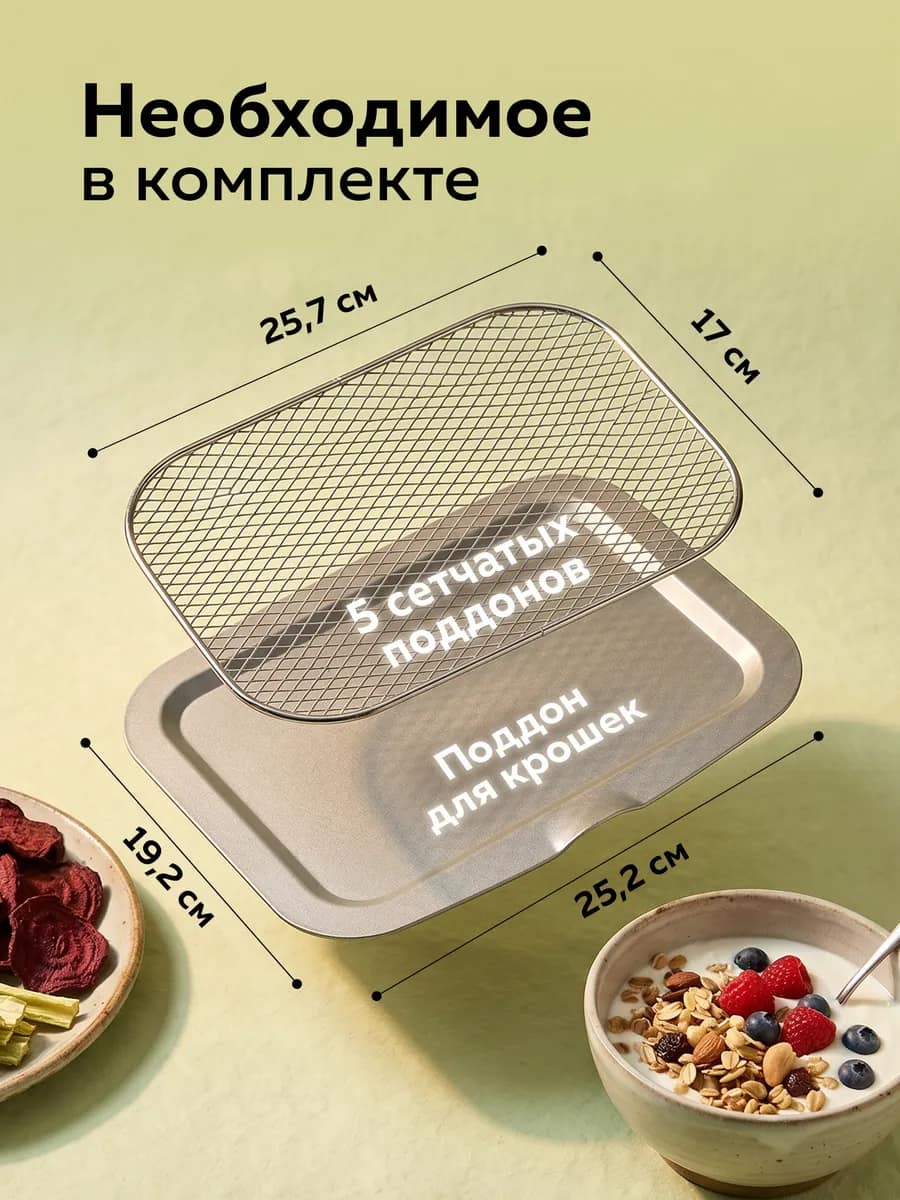 Необходимое
в комплекте
25,7 см
17 см
5 сетчатых
поддонов
Поддон
для крошек
19,2 см
25,2 см